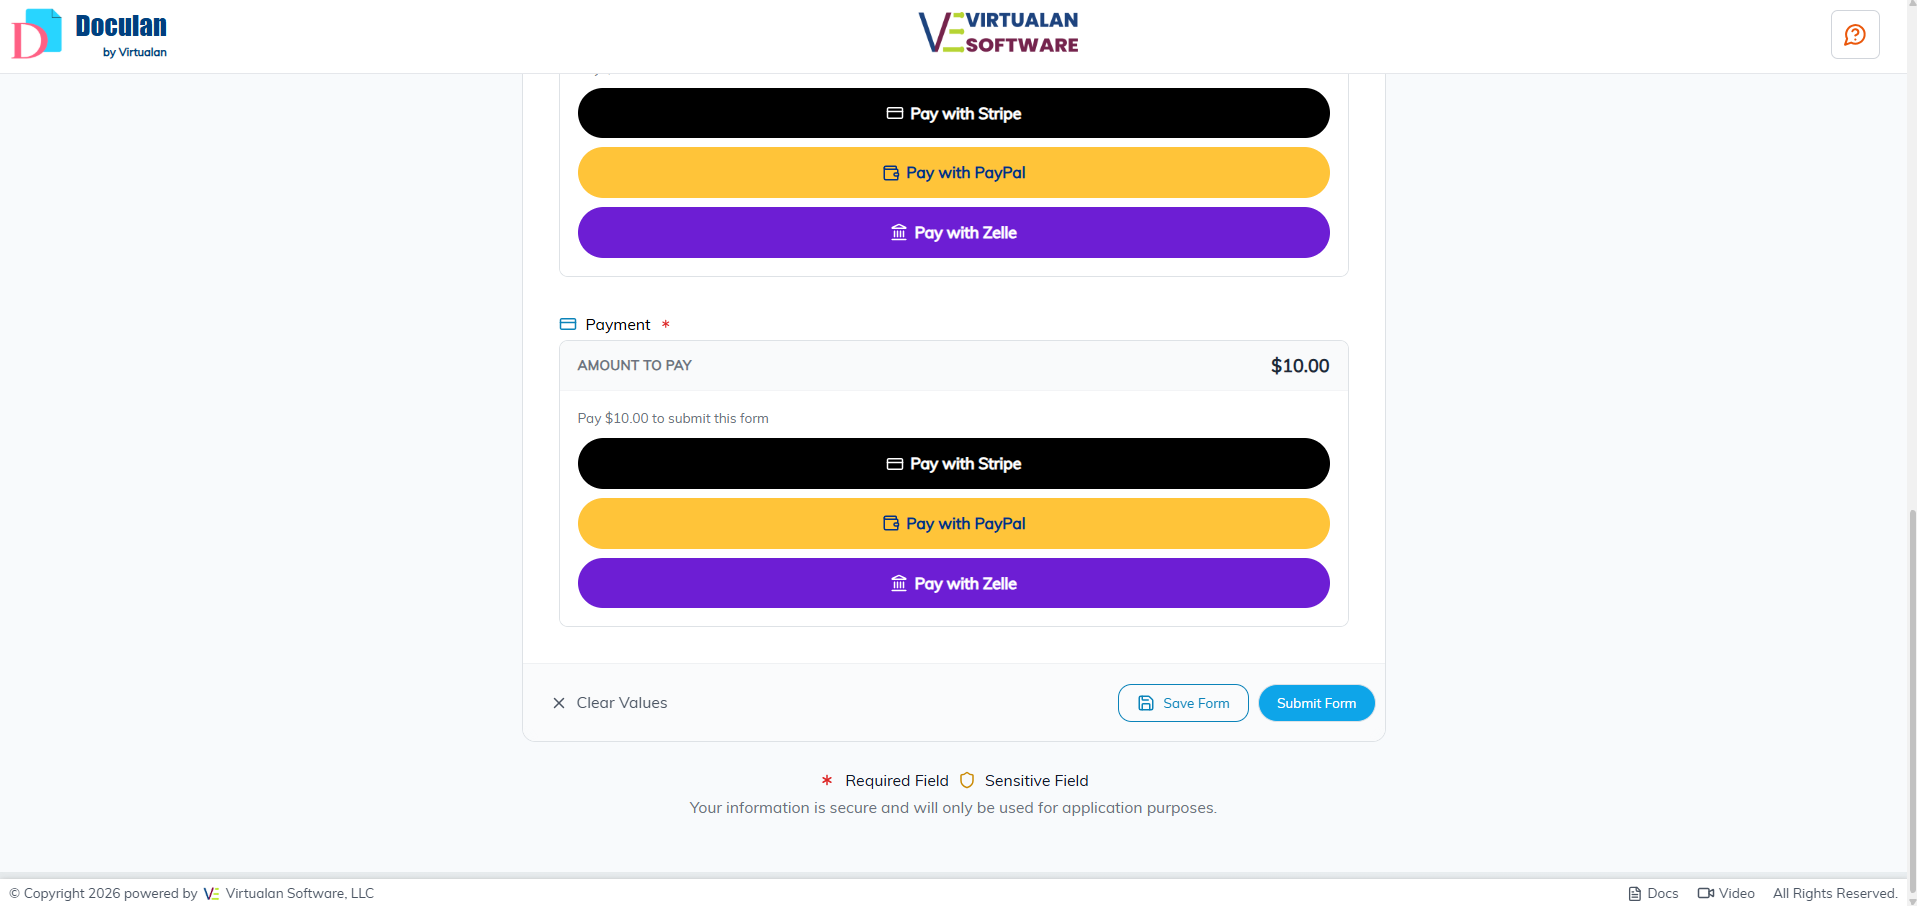 Doculan
by Virtualan
VIRTUALAN
SOFTWARE
Pay with Stripe
Pay with PayPal
Pay with Zelle
Payment *
AMOUNT TO PAY $10.00
Pay $10.00 to submit this form
Pay with Stripe
Pay with PayPal
Pay with Zelle
Clear Values Save Form Submit Form
* Required Field Sensitive Field
Your information is secure and will only be used for application purposes.
© Copyright 2026 powered by VE Virtualan Software, LLC Docs Video All Rights Reserved.